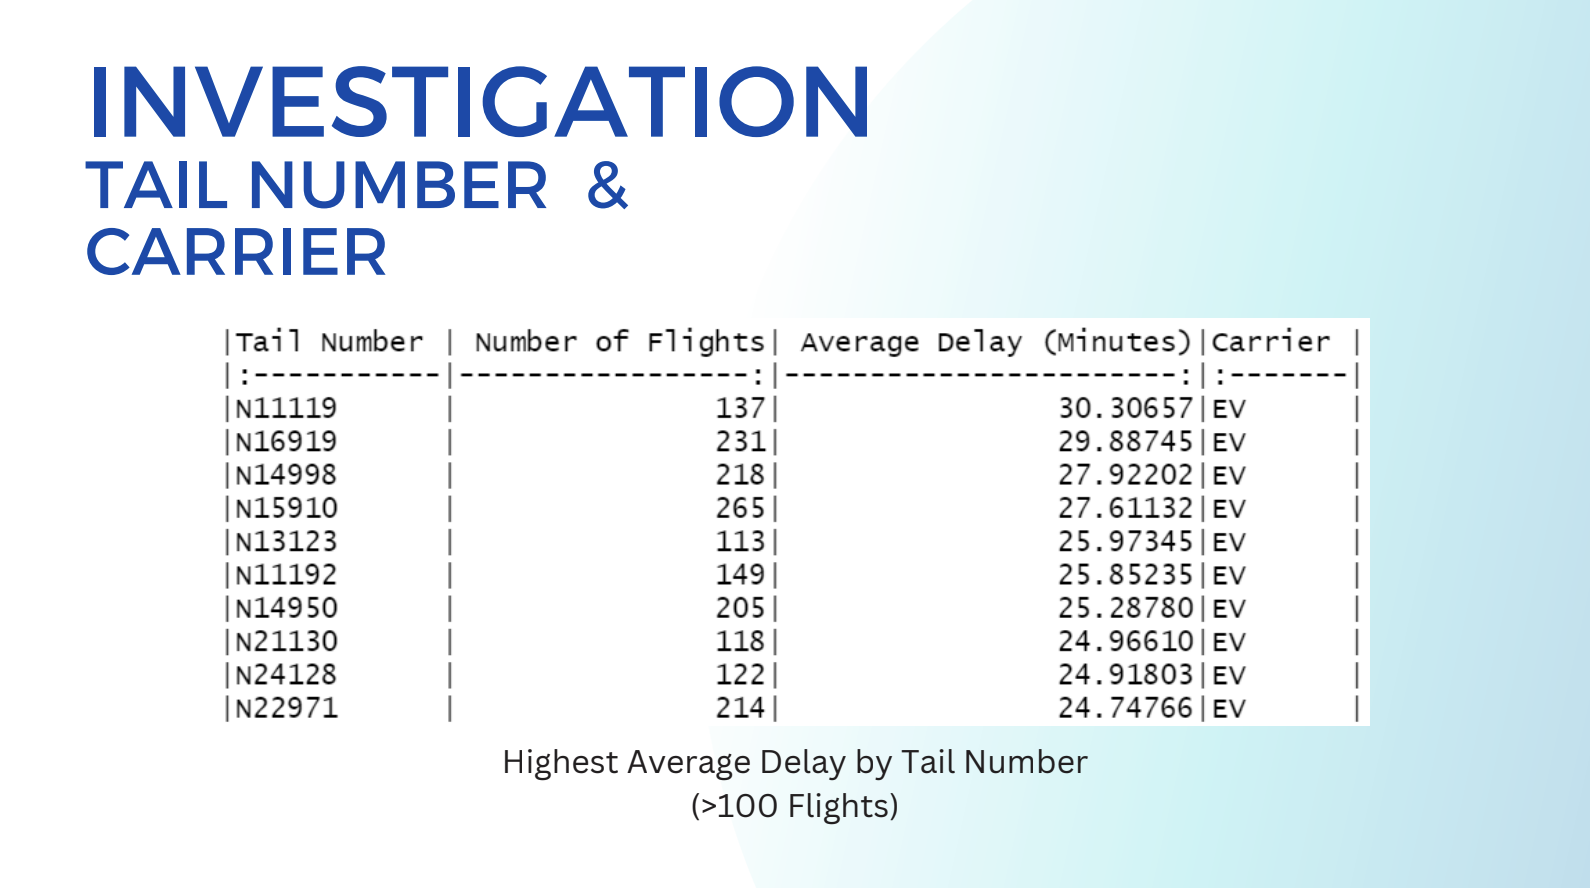 INVESTIGATION
TAIL NUMBER & 
CARRIER
|Tail Number | Number of Flights| Average Delay (Minutes)|Carrier |
|:-----------|-----------------:|-----------------------:|:-------|
|N11119 | 137| 30.30657|EV |
|N16919 | 231| 29.88745|EV |
|N14998 | 218| 27.92202|EV |
|N15910 | 265| 27.61132|EV |
|N13123 | 113| 25.97345|EV |
|N11192 | 149| 25.85235|EV |
|N14950 | 205| 25.28780|EV |
|N21130 | 118| 24.96610|EV |
|N24128 | 122| 24.91803|EV |
|N22971 | 214| 24.74766|EV |
Highest Average Delay by Tail Number
(>100 Flights)